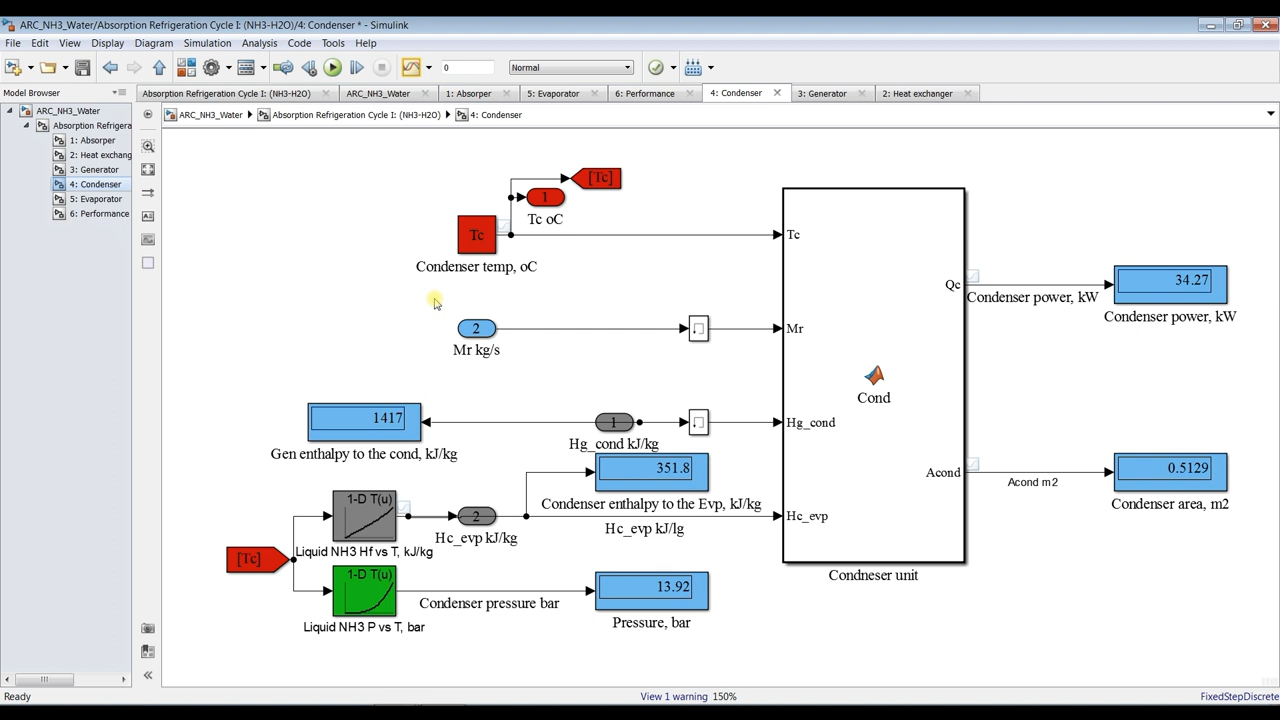 ARC_NH3_Water/Absorption Refrigeration Cycle I: (NH3-H2O)/4: Condenser * - Simulink
File Edit View Display Diagram Simulation Analysis Code Tools Help
0 Normal
Model Browser
Absorption Refrigeration Cycle I: (NH3-H2O) ARC_NH3_Water 1: Absorper 5: Evaporator 6: Performance 4: Condenser 3: Generator 2: Heat exchanger
ARC_NH3_Water Absorption Refrigeration Cycle I: (NH3-H2O) 4: Condenser
ARC_NH3_Water
Absorption Refrigera
1: Absorper
2: Heat exchang
3: Generator
4: Condenser
5: Evaporator
6: Performance
[Tc]
1
Tc oC
Tc
Condenser temp, oC
2
Mr kg/s
1417
Gen enthalpy to the cond, kJ/kg
1
Hg_cond kJ/kg
351.8
Condenser enthalpy to the Evp, kJ/kg
1-D T(u)
Liquid NH3 Hf vs T, kJ/kg
2
Hc_evp kJ/kg
Hc_evp kJ/lg
[Tc]
1-D T(u)
Liquid NH3 P vs T, bar
Condenser pressure bar
13.92
Pressure, bar
Tc
Mr
Hg_cond
Hc_evp
Cond
Qc
Acond
Condneser unit
Condenser power, kW
34.27
Condenser power, kW
Acond m2
0.5129
Condenser area, m2
Ready View 1 warning 150% FixedStepDiscrete